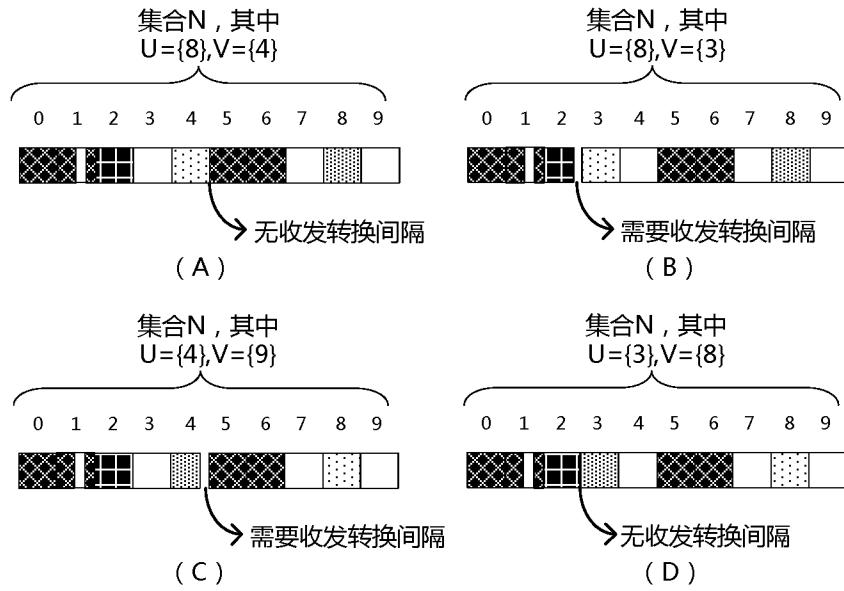 集合N，其中
U={8},V={4}
0 1 2 3 4 5 6 7 8 9
无收发转换间隔
（A）
集合N，其中
U={8},V={3}
0 1 2 3 4 5 6 7 8 9
需要收发转换间隔
（B）
集合N，其中
U={4},V={9}
0 1 2 3 4 5 6 7 8 9
需要收发转换间隔
（C）
集合N，其中
U={3},V={8}
0 1 2 3 4 5 6 7 8 9
无收发转换间隔
（D）